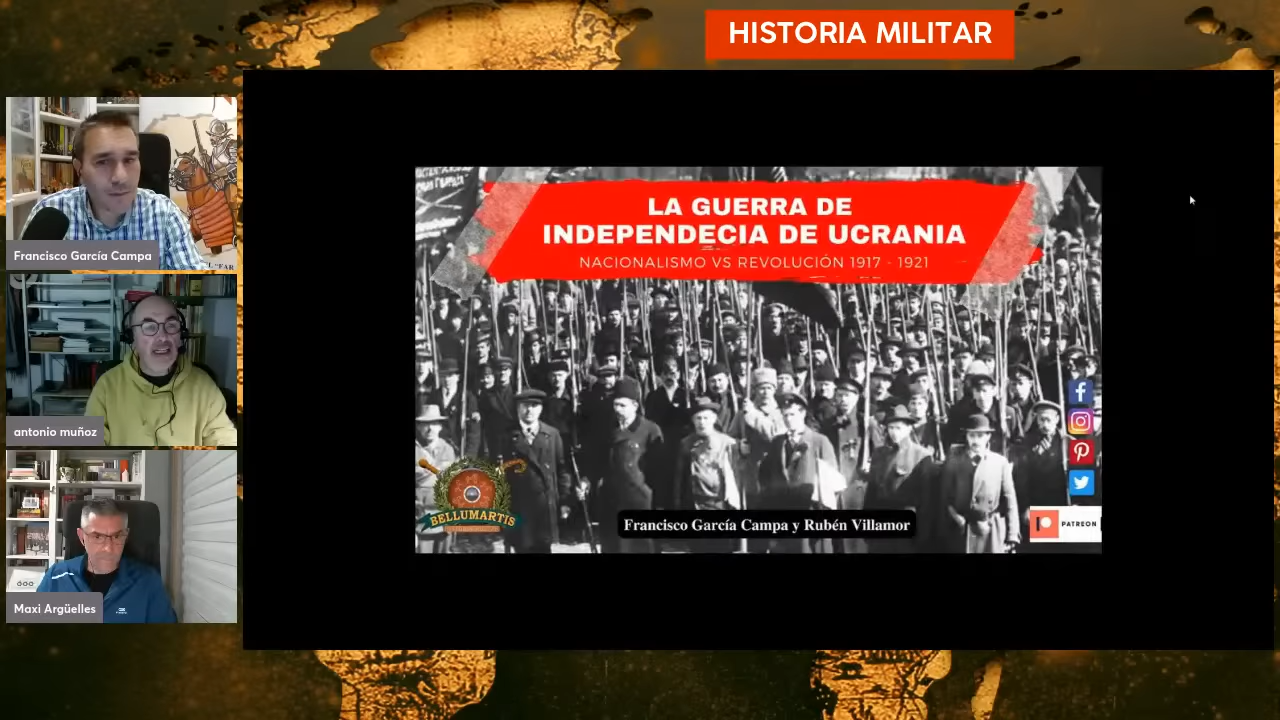 HISTORIA MILITAR
Francisco García Campa
antonio muñoz
Maxi Argüelles
LA GUERRA DE
INDEPENDECIA DE UCRANIA
NACIONALISMO VS REVOLUCIÓN 1917 - 1921
BELLUMARTIS
Francisco García Campa y Rubén Villamor
PATREON